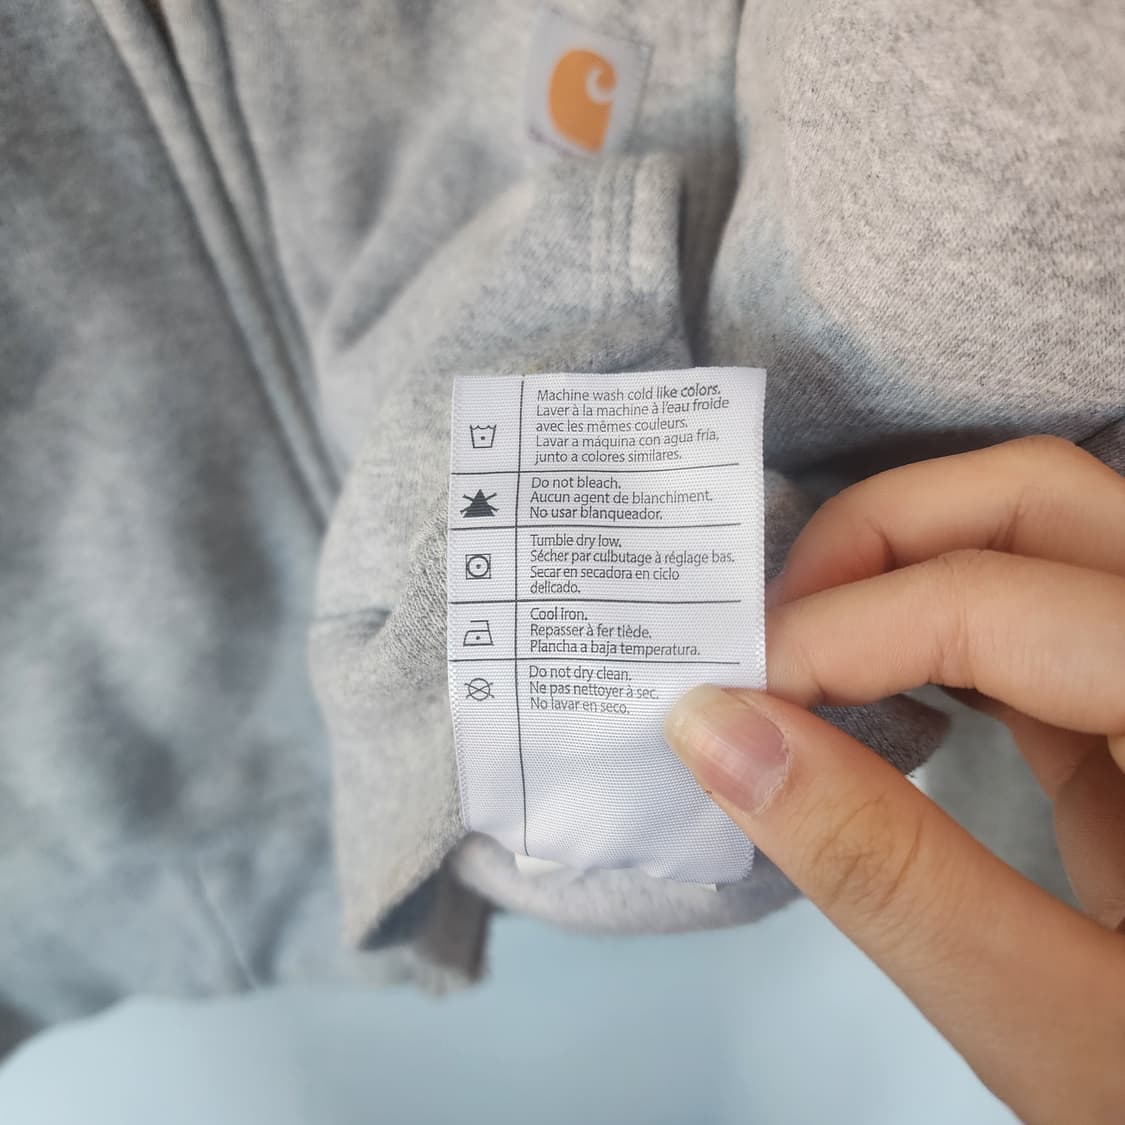 Machine wash cold like colors.
Laver à la machine à l'eau froide
avec les mêmes couleurs.
Lavar a máquina con agua fría,
junto a colores similares.
Do not bleach.
Aucun agent de blanchiment.
No usar blanqueador.
Tumble dry low.
Sécher par culbutage à réglage bas.
Secar en secadora en ciclo
delicado.
Cool iron.
Repasser à fer tiède.
Plancha a baja temperatura.
Do not dry clean.
Ne pas nettoyer à sec.
No lavar en seco.